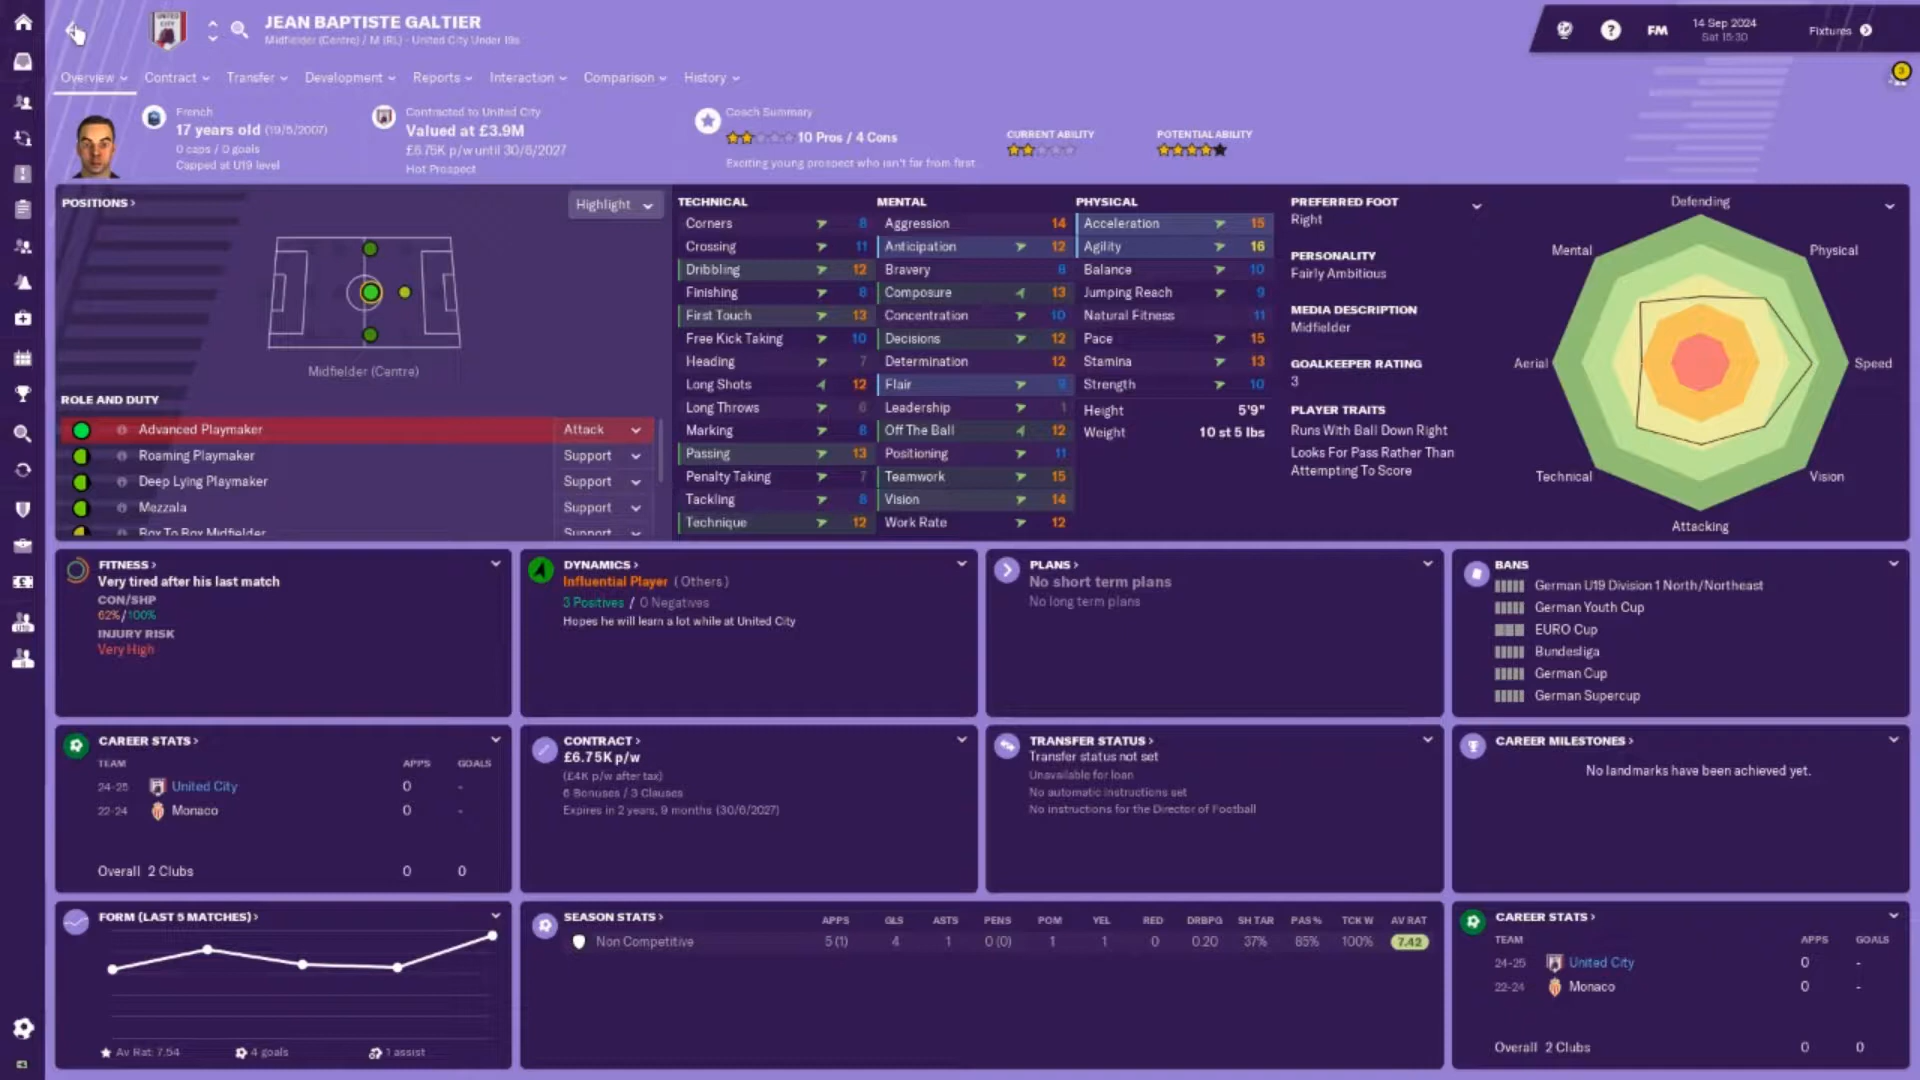 JEAN BAPTISTE GALTIER
Midfielder (Centre) / M (RL) - United City Under 19s
14 Sep 2024
Sat 15:30
FM
Fixtures
Overview
Contract
Transfer
Development
Reports
Interaction
Comparison
History
3
French
17 years old (19/5/2007)
0 caps / 0 goals
Capped at U19 level
Contracted to United City
Valued at £3.9M
£6.75K p/w until 30/6/2027
Hot Prospect
Coach Summary
10 Pros / 4 Cons
Exciting young prospect who isn't far from first
CURRENT ABILITY
POTENTIAL ABILITY
POSITIONS
Highlight
Midfielder (Centre)
ROLE AND DUTY
Advanced Playmaker Attack
Roaming Playmaker Support
Deep Lying Playmaker Support
Mezzala Support
Box To Box Midfielder Support
TECHNICAL
Corners 8
Crossing 11
Dribbling 12
Finishing 8
First Touch 13
Free Kick Taking 10
Heading 7
Long Shots 12
Long Throws 6
Marking 8
Passing 13
Penalty Taking 7
Tackling 8
Technique 12
MENTAL
Aggression 14
Anticipation 12
Bravery 8
Composure 13
Concentration 10
Decisions 12
Determination 12
Flair 9
Leadership 1
Off The Ball 12
Positioning 11
Teamwork 15
Vision 14
Work Rate 12
PHYSICAL
Acceleration 15
Agility 16
Balance 10
Jumping Reach 9
Natural Fitness 11
Pace 15
Stamina 13
Strength 10
Height 5'9"
Weight 10 st 5 lbs
PREFERRED FOOT
Right
PERSONALITY
Fairly Ambitious
MEDIA DESCRIPTION
Midfielder
GOALKEEPER RATING
3
PLAYER TRAITS
Runs With Ball Down Right
Looks For Pass Rather Than
Attempting To Score
Defending
Mental
Physical
Aerial
Speed
Technical
Vision
Attacking
FITNESS
Very tired after his last match
CON/SHP
62%/100%
INJURY RISK
Very High
DYNAMICS
Influential Player (Others)
3 Positives / 0 Negatives
Hopes he will learn a lot while at United City
PLANS
No short term plans
No long term plans
BANS
German U19 Division 1 North/Northeast
German Youth Cup
EURO Cup
Bundesliga
German Cup
German Supercup
CAREER STATS
TEAM APPS GOALS
24-25 United City 0 -
22-24 Monaco 0 -
Overall 2 Clubs 0 0
CONTRACT
£6.75K p/w
(£4K p/w after tax)
6 Bonuses / 3 Clauses
Expires in 2 years, 9 months (30/6/2027)
TRANSFER STATUS
Transfer status not set
Unavailable for loan
No automatic instructions set
No instructions for the Director of Football
CAREER MILESTONES
No landmarks have been achieved yet.
FORM (LAST 5 MATCHES)
Av Rat: 7.54 4 goals 1 assist
SEASON STATS APPS GLS ASTS PENS POM YEL RED DRBPG SH TAR PAS % TCK W AV RAT
Non Competitive 5 (1) 4 1 0 (0) 1 1 0 0.20 37% 85% 100% 7.42
CAREER STATS
TEAM APPS GOALS
24-25 United City 0 -
22-24 Monaco 0 -
Overall 2 Clubs 0 0